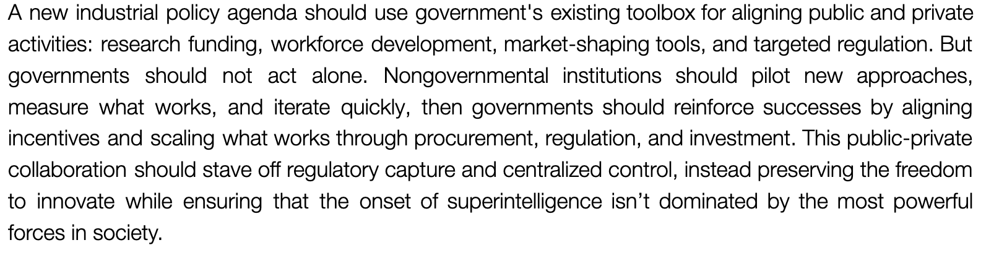 A new industrial policy agenda should use government's existing toolbox for aligning public and private
activities: research funding, workforce development, market-shaping tools, and targeted regulation. But
governments should not act alone. Nongovernmental institutions should pilot new approaches,
measure what works, and iterate quickly, then governments should reinforce successes by aligning
incentives and scaling what works through procurement, regulation, and investment. This public-private
collaboration should stave off regulatory capture and centralized control, instead preserving the freedom
to innovate while ensuring that the onset of superintelligence isn’t dominated by the most powerful
forces in society.